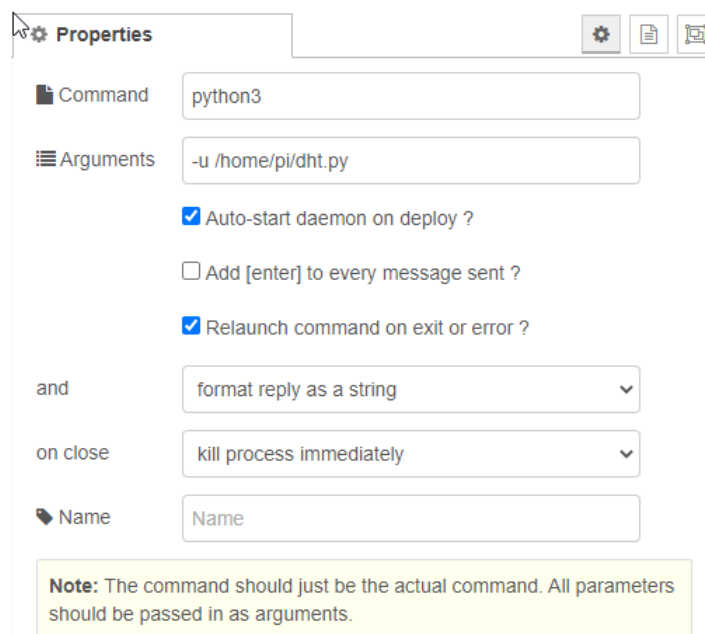 Properties
Command
python3
Arguments
-u /home/pi/dht.py
Auto-start daemon on deploy ?
Add [enter] to every message sent ?
Relaunch command on exit or error ?
and
format reply as a string
on close
kill process immediately
Name
Name
Note: The command should just be the actual command. All parameters
should be passed in as arguments.